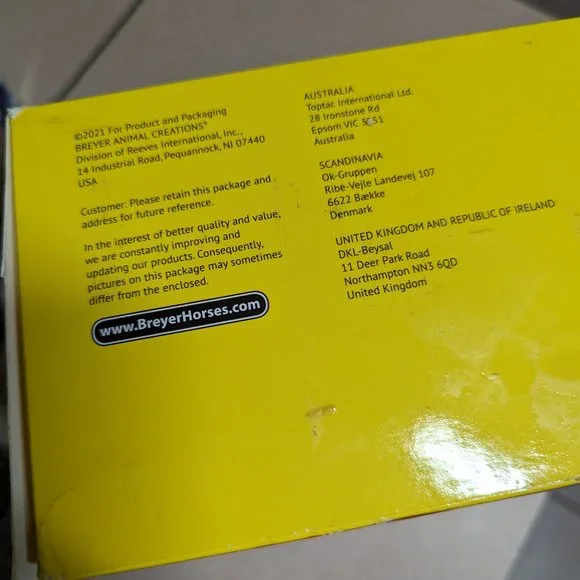 ©2021 For Product and Packaging
BREYER ANIMAL CREATIONS®
Division of Reeves International, Inc.,
14 Industrial Road, Pequannock, NJ 07440
USA
Customer: Please retain this package and
address for future reference.
In the interest of better quality and value,
we are constantly improving and
updating our products. Consequently,
pictures on this package may sometimes
differ from the enclosed.
www.BreyerHorses.com
AUSTRALIA
Toptac International Ltd.
28 Ironstone Rd
Epsom VIC
Australia
SCANDINAVIA
Ok-Gruppen
Ribe-Vejle Landevej 107
6622 Bække
Denmark
UNITED KINGDOM AND REPUBLIC OF IRELAND
DKL-Beysal
11 Deer Park Road
Northampton NN3 6QD
United Kingdom